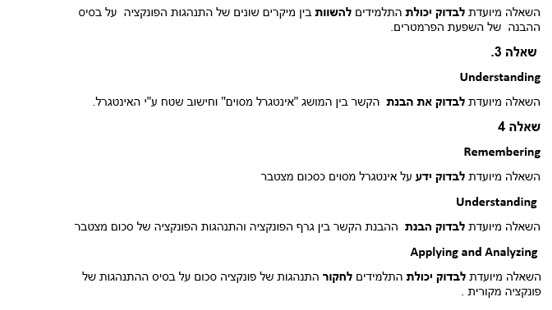 השאלה מיועדת לבדוק יכולת התלמידים להשוות בין מיקרים שונים של התנהגות הפונקציה על בסיס
ההבנה של השפעת הפרמטרים.
שאלה 3.
Understanding
השאלה מיועדת לבדוק את הבנת הקשר בין המושג "אינטגרל מסוים" וחישוב שטח ע"י האינטגרל.
שאלה 4
Remembering
השאלה מיועדת לבדוק ידע על אינטגרל מסוים כסכום מצטבר
Understanding
השאלה מיועדת לבדוק הבנת ההבנת הקשר בין גרף הפונקציה והתנהגות הפונקציה של סכום מצטבר
Applying and Analyzing
השאלה מיועדת לבדוק יכולת התלמידים לחקור התנהגות של פונקציה סכום על בסיס ההתנהגות של
פונקציה מקורית .